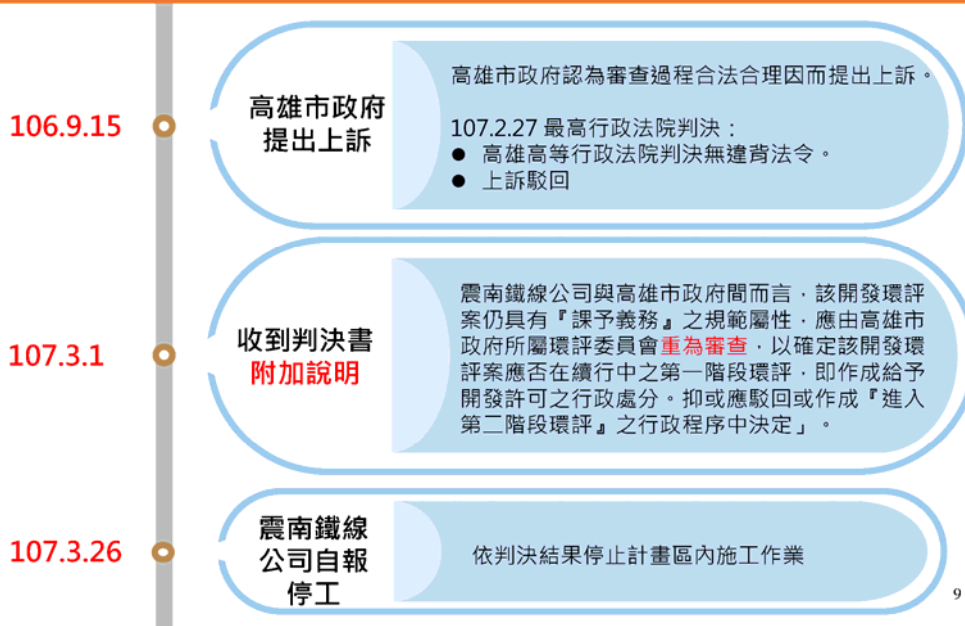 106.9.15
高雄市政府
提出上訴
高雄市政府認為審查過程合法合理因而提出上訴。
107.2.27 最高行政法院判決：
● 高雄高等行政法院判決無違背法令。
● 上訴駁回
107.3.1
收到判決書
附加說明
震南鐵線公司與高雄市政府間而言，該開發環評
案仍具有『課予義務』之規範屬性，應由高雄市
政府所屬環評委員會重為審查，以確定該開發環
評案應否在續行中之第一階段環評，即作成給予
開發許可之行政處分。抑或應駁回或作成『進入
第二階段環評』之行政程序中決定」。
107.3.26
震南鐵線
公司自報
停工
依判決結果停止計畫區內施工作業
9